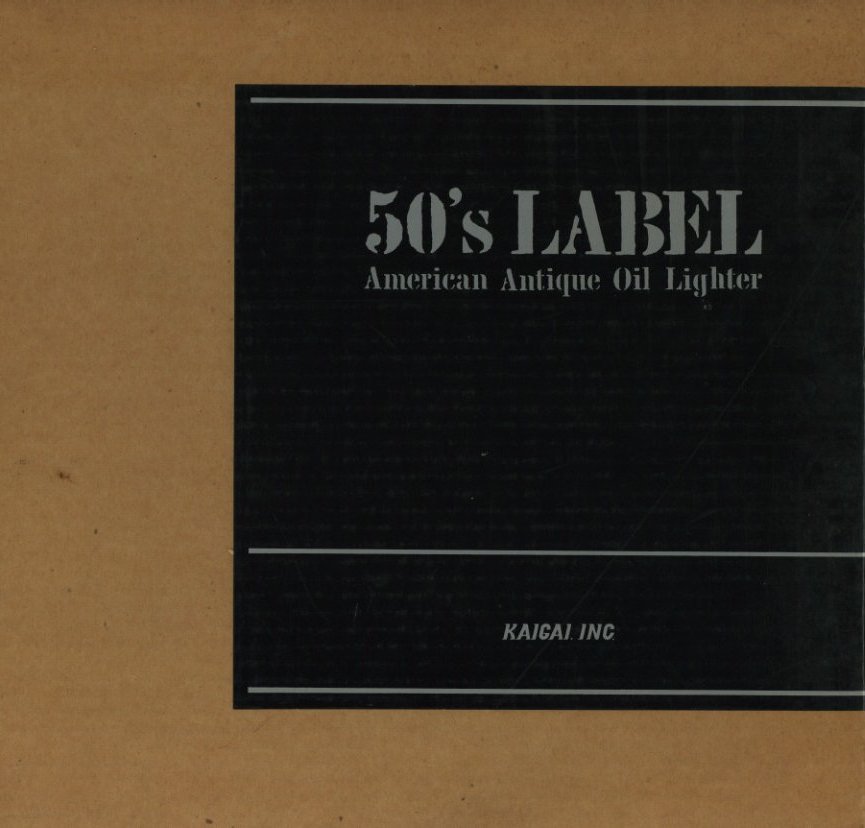 50's LABEL
American Antique Oil Lighter
KAIGAI. INC.